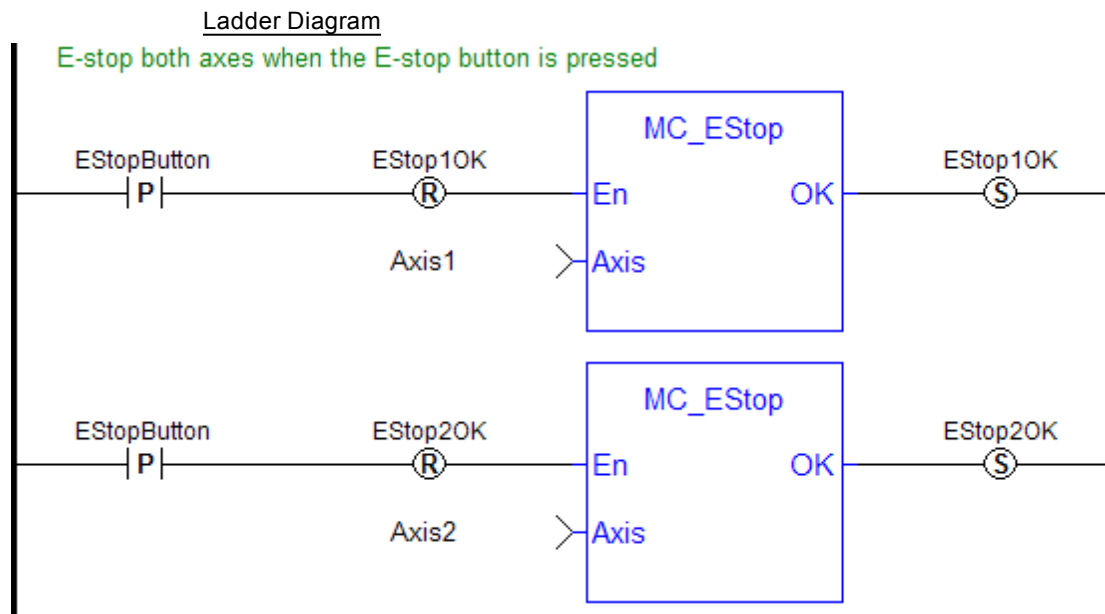 Ladder Diagram
E-stop both axes when the E-stop button is pressed
MC_EStop
EStopButton EStop1OK EStop1OK
P R En OK S
Axis1 Axis
MC_EStop
EStopButton EStop2OK EStop2OK
P R En OK S
Axis2 Axis